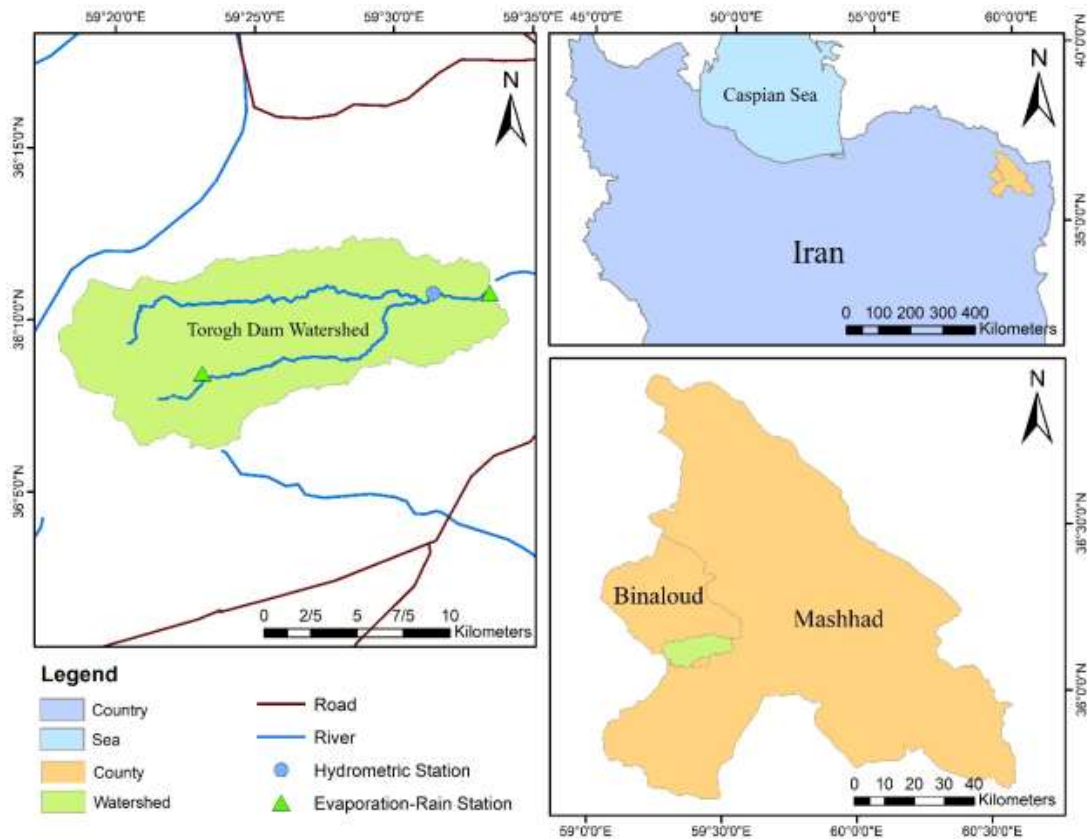 59°20'0"E 59°25'0"E 59°30'0"E 59°35'0"E
N
36°15'0"N
36°10'0"N
36°5'0"N
Torogh Dam Watershed
0 2/5 5 7/5 10
Kilometers
45°0'0"E 50°0'0"E 55°0'0"E 60°0'0"E
40°0'0"N
35°0'0"N
N
Caspian Sea
Iran
0 100 200 300 400
Kilometers
N
36°30'0"N
36°0'0"N
Binaloud
Mashhad
0 10 20 30 40
Kilometers
59°0'0"E 59°30'0"E 60°0'0"E 60°30'0"E
Legend
Country
Sea
County
Watershed
Road
River
Hydrometric Station
Evaporation-Rain Station